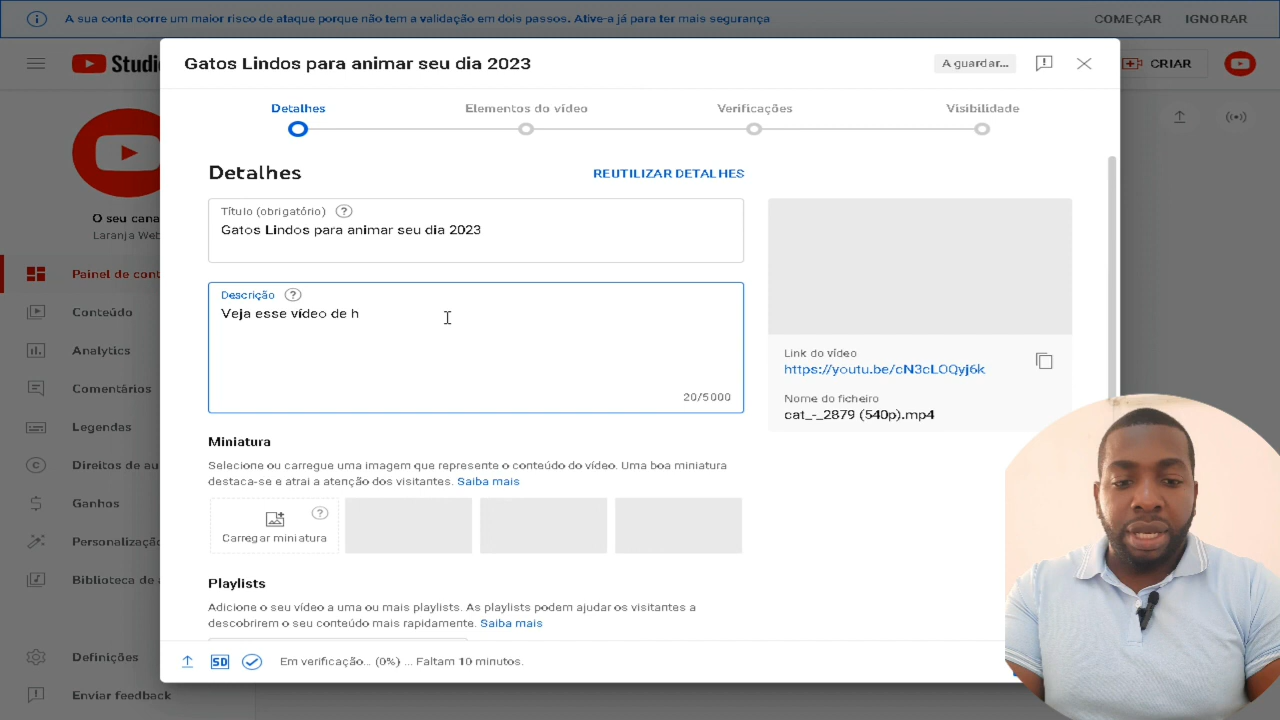 A sua conta corre um maior risco de ataque porque não tem a validação em dois passos. Ative-a já para ter mais segurança
COMEÇAR
IGNORAR
Studi
CRIAR
Gatos Lindos para animar seu dia 2023
A guardar...
Detalhes
Elementos do vídeo
Verificações
Visibilidade
Detalhes
REUTILIZAR DETALHES
Título (obrigatório) ?
Gatos Lindos para animar seu dia 2023
Descrição ?
Veja esse vídeo de h
20/5000
Link do vídeo
https://youtu.be/cN3cLOQyj6k
Nome do ficheiro
cat_-_2879 (540p).mp4
Miniatura
Selecione ou carregue uma imagem que represente o conteúdo do vídeo. Uma boa miniatura
destaca-se e atrai a atenção dos visitantes. Saiba mais
?
Carregar miniatura
Playlists
Adicione o seu vídeo a uma ou mais playlists. As playlists podem ajudar os visitantes a
descobrirem o seu conteúdo mais rapidamente. Saiba mais
SD
Em verificação... (0%) ... Faltam 10 minutos.
O seu cana
Laranja Web
Painel de cont
Conteúdo
Analytics
Comentários
Legendas
Direitos de au
Ganhos
Personalização
Biblioteca de á
Definições
Enviar feedback